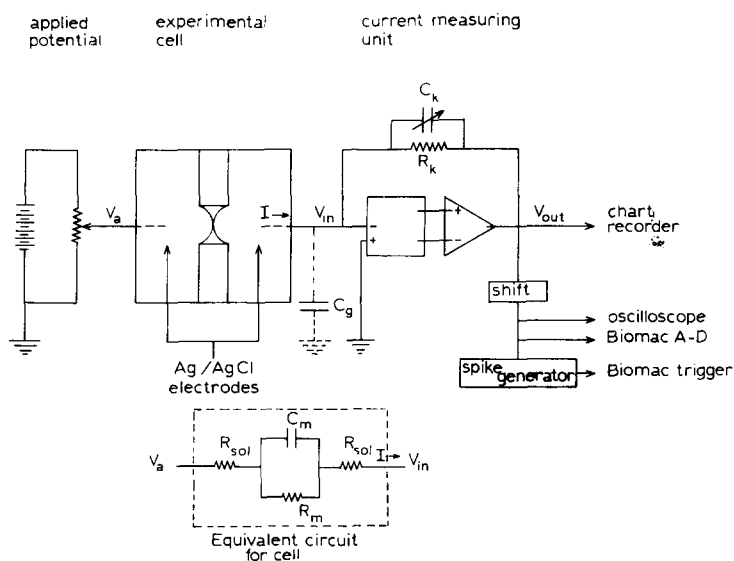 applied
potential
experimental
cell
current measuring
unit
C_k
R_k
V_a
I
V_in
-
+
+
-
V_out
chart
recorder
C_g
shift
oscilloscope
Biomac A-D
spike
generator
Biomac trigger
Ag/AgCl
electrodes
C_m
V_a
R_sol
R_sol
I
V_in
R_m
Equivalent circuit
for cell